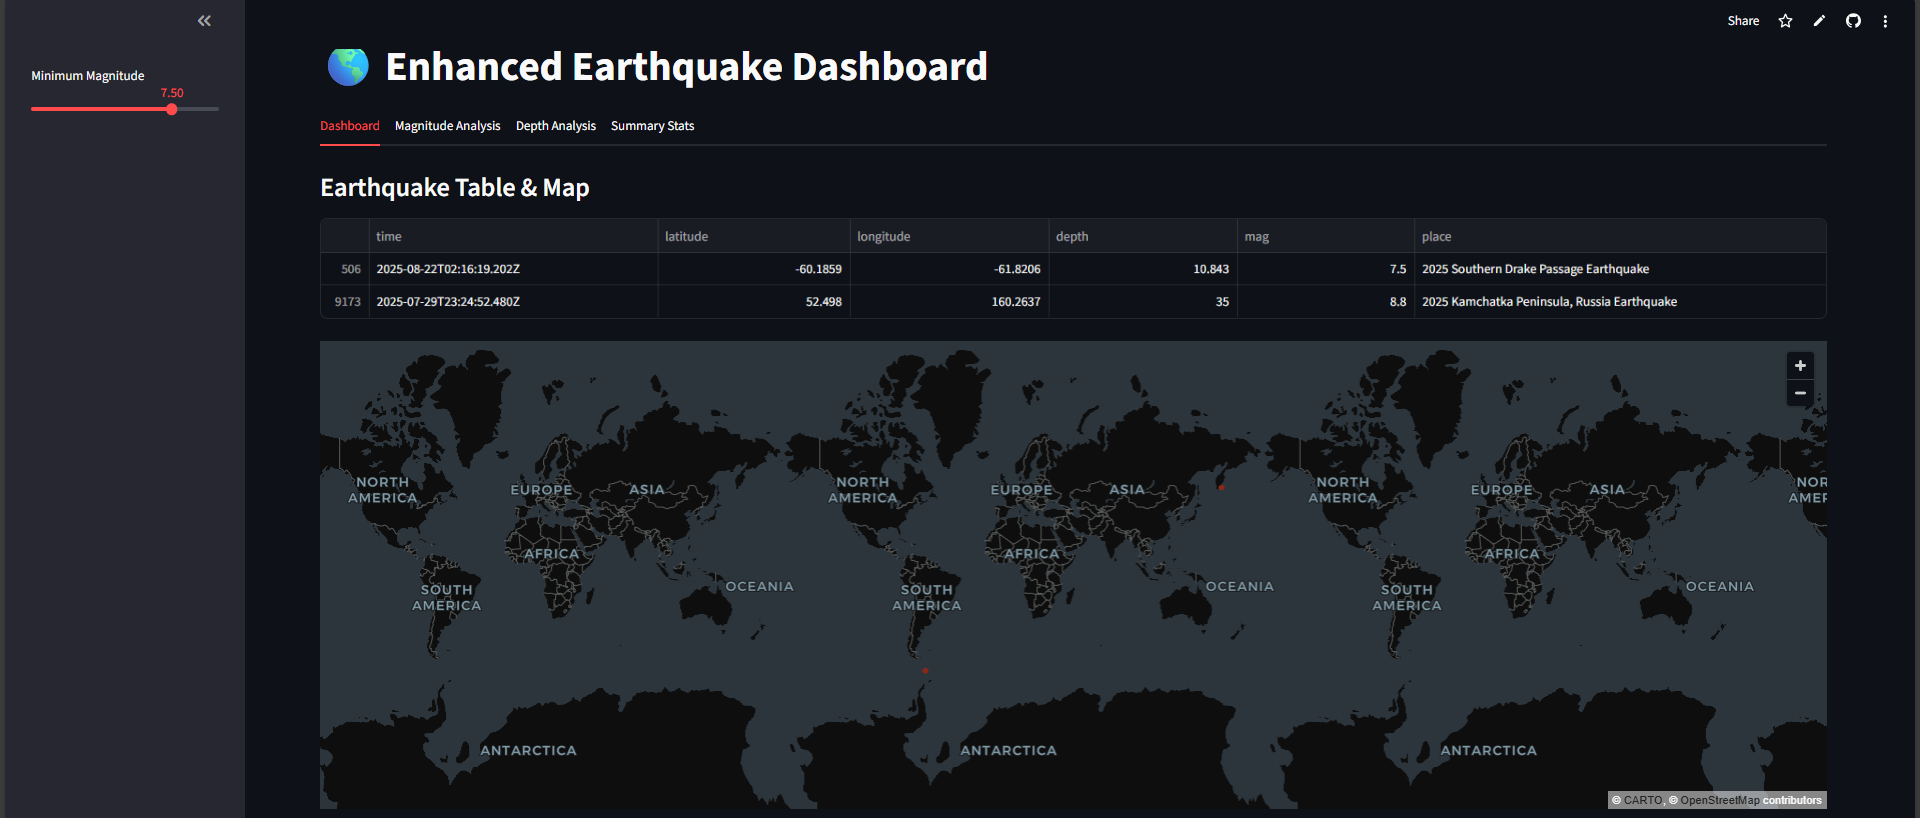 Share
Minimum Magnitude
7.50
Enhanced Earthquake Dashboard
Dashboard Magnitude Analysis Depth Analysis Summary Stats
Earthquake Table & Map
time latitude longitude depth mag place
506 2025-08-22T02:16:19.202Z -60.1859 -61.8206 10.843 7.5 2025 Southern Drake Passage Earthquake
9173 2025-07-29T23:24:52.480Z 52.498 160.2637 35 8.8 2025 Kamchatka Peninsula, Russia Earthquake
+
−
NORTH AMERICA
EUROPE
ASIA
NORTH AMERICA
EUROPE
ASIA
NORTH AMERICA
EUROPE
ASIA
NOR
AMER
AFRICA
AFRICA
AFRICA
SOUTH AMERICA
OCEANIA
SOUTH AMERICA
OCEANIA
SOUTH AMERICA
OCEANIA
ANTARCTICA
ANTARCTICA
ANTARCTICA
© CARTO, © OpenStreetMap contributors